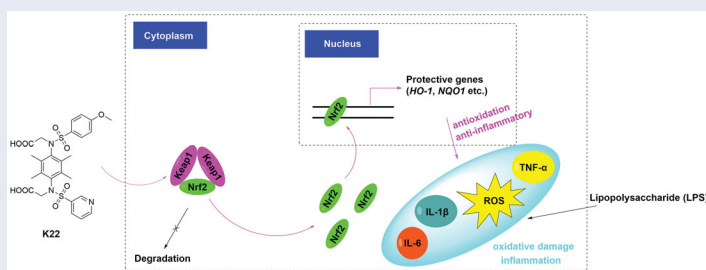 Cytoplasm
Nucleus
Protective genes
(HO-1, NQO1 etc.)
Nrf2
antioxidation
anti-inflammatory
O
O
S
O
HOOC
N
Keap1
Keap1
Nrf2
HOOC
N
O
S
O
N
K22
Degradation
Nrf2
Nrf2
Nrf2
TNF-α
ROS
IL-1β
IL-6
Lipopolysaccharide (LPS)
oxidative damage
inflammation